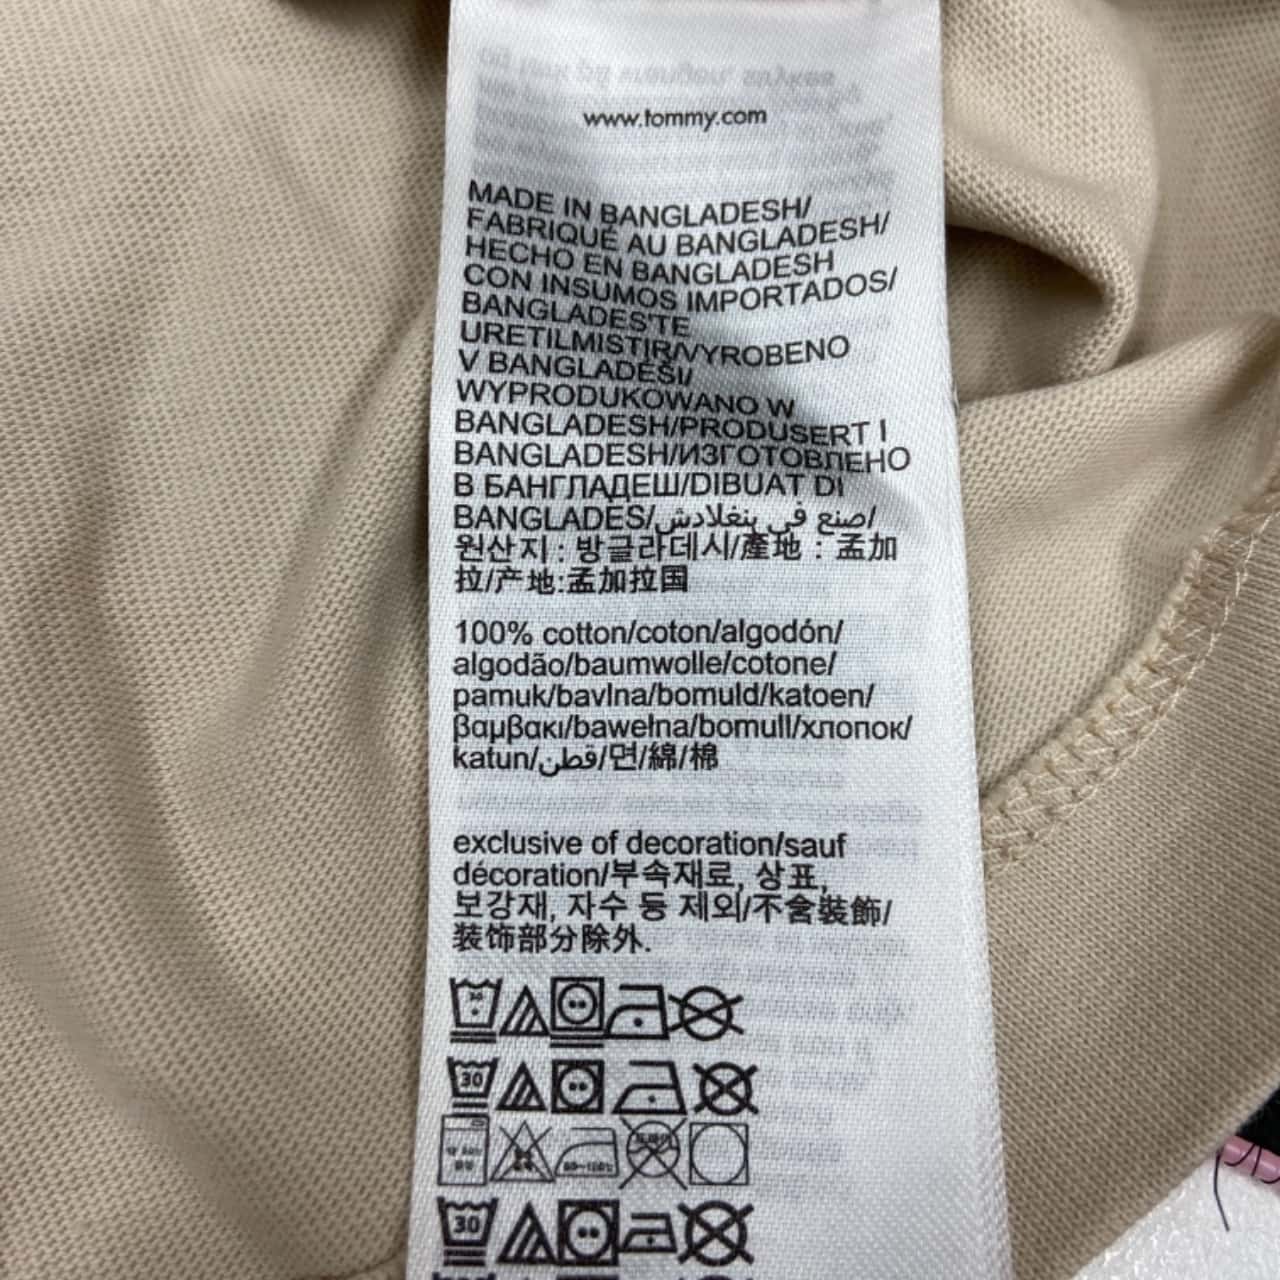 www.tommy.com
MADE IN BANGLADESH/
FABRIQUÉ AU BANGLADESH/
HECHO EN BANGLADESH
CON INSUMOS IMPORTADOS/
BANGLADEŞ'TE
URETILMISTIR/VYROBENO
V BANGLADÉŠI/
WYPRODUKOWANO W
BANGLADESH/PRODUSERT I
BANGLADESH/ИЗГОТОВЛЕНО
В БАНГЛАДЕШ/DIBUAT DI
BANGLADES/صنع في بنغلادش/
원산지 : 방글라데시/產地 : 孟加
拉/产地:孟加拉国
100% cotton/coton/algodón/
algodão/baumwolle/cotone/
pamuk/bavlna/bomuld/katoen/
βαμβακι/bawełna/bomull/хлопок/
katun/قطن/면/綿/棉
exclusive of decoration/sauf
décoration/부속재료, 상표,
보강재, 자수 등 제외/不含裝飾/
装饰部分除外.
30
30
30